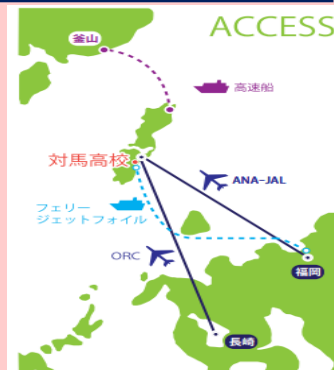 ACCESS
釜山
高速船
対馬高校
ANA-JAL
フェリー
ジェットフォイル
ORC
福岡
長崎